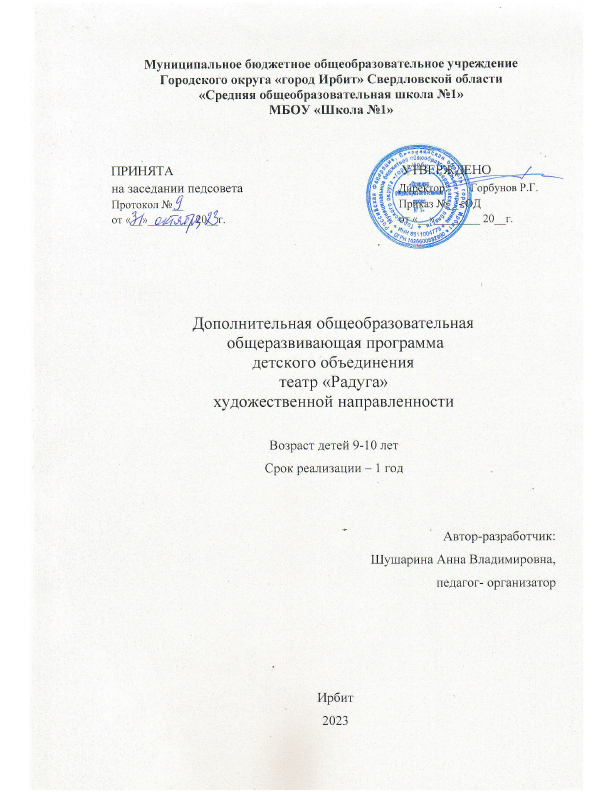 Муниципальное бюджетное общеобразовательное учреждение
Городского округа «город Ирбит» Свердловской области
«Средняя общеобразовательная школа №1»
МБОУ «Школа №1»
ПРИНЯТА
на заседании педсовета
Протокол № 9
от «31» октября 2023г.
УТВЕРЖДЕНО
Директор Горбунов Р.Г.
Приказ № -ОД
от « 20__г.
Дополнительная общеобразовательная
общеразвивающая программа
детского объединения
театр «Радуга»
художественной направленности
Возраст детей 9-10 лет
Срок реализации – 1 год
Автор-разработчик:
Шушарина Анна Владимировна,
педагог- организатор
Ирбит
2023